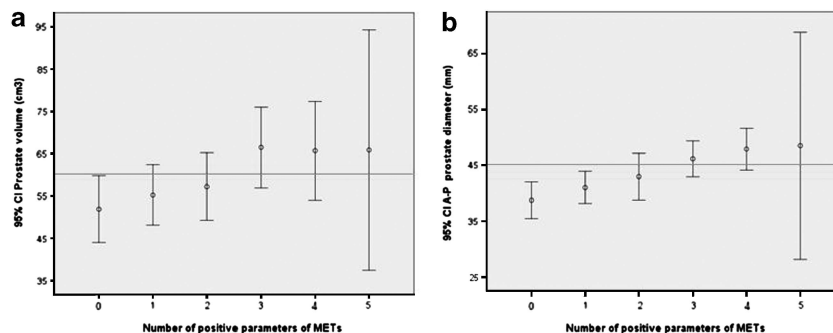 a
95% CI Prostate volume (cm3)
95
85
75
65
55
45
35
0 1 2 3 4 5
Number of positive parameters of METs
b
95% CI A-P prostate diameter (mm)
65
55
45
35
25
0 1 2 3 4 5
Number of positive parameters of METs